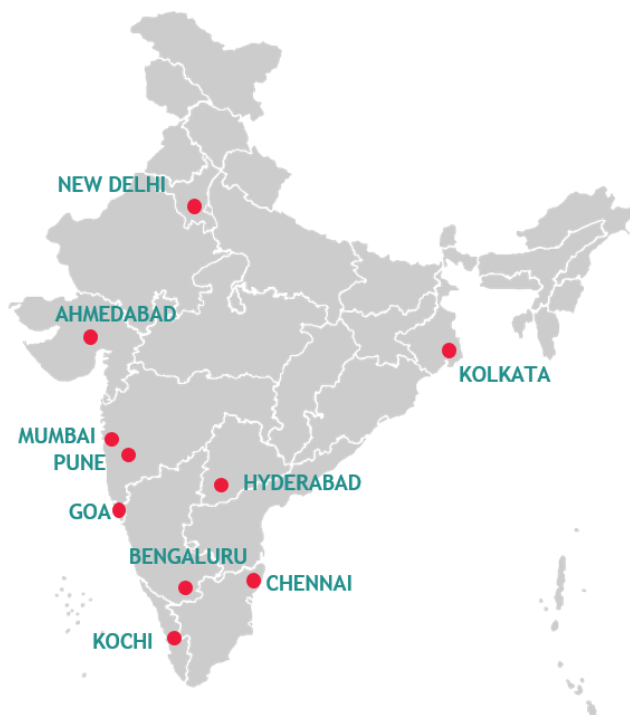 NEW DELHI
AHMEDABAD
KOLKATA
MUMBAI
PUNE
HYDERABAD
GOA
BENGALURU
CHENNAI
KOCHI